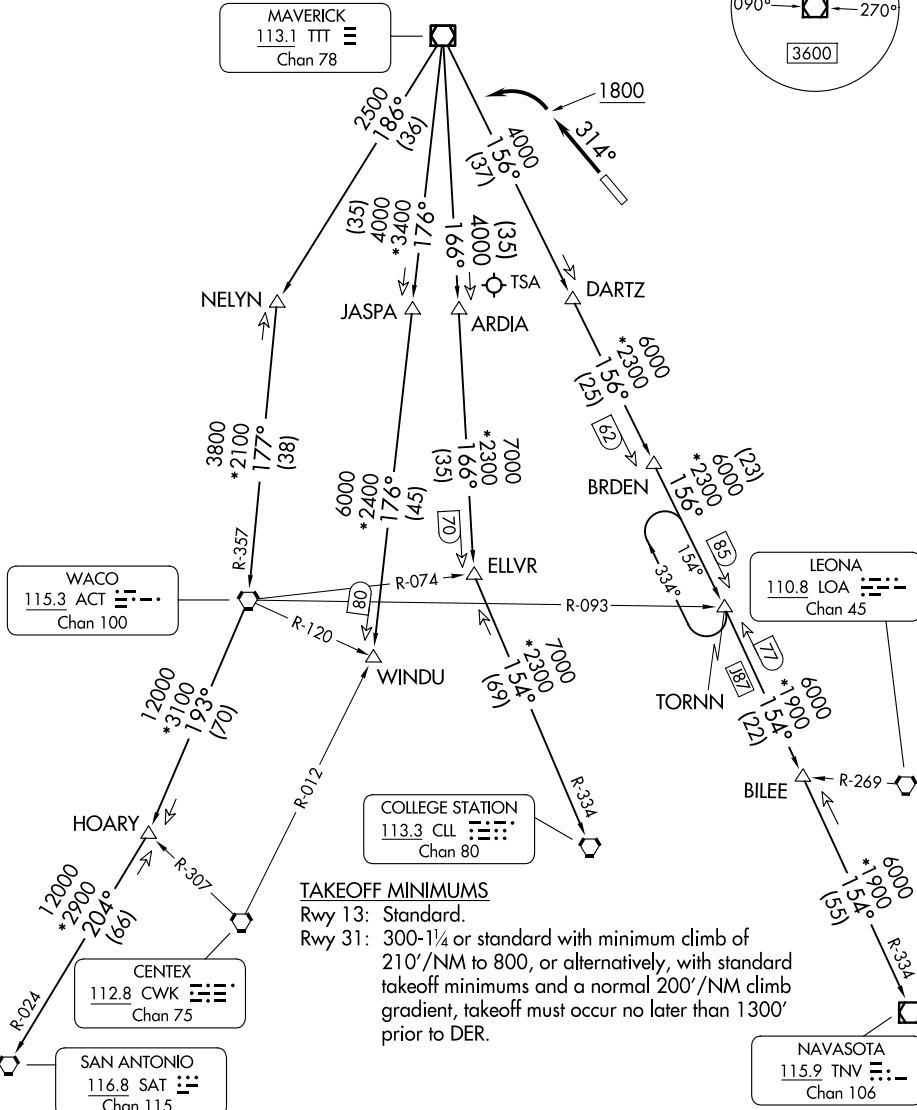 MAVERICK
113.1 TTT
Chan 78
090°
270°
3600
1800
314°
2500
186°
(36)
(35)
4000
*3400
176°
(35)
4000
166°
4000
156°
(37)
TSA
NELYN
JASPA
ARDIA
DARTZ
3800
*2100
177°
(38)
6000
*2400
176°
(45)
7000
*2300
166°
(35)
6000
*2300
156°
(25)
62
BRDEN
(23)
6000
*2300
156°
70
85
154°
334°
R-357
WACO
115.3 ACT
Chan 100
R-074
ELLVR
80
R-093
R-120
WINDU
LEONA
110.8 LOA
Chan 45
77
J87
TORNN
12000
*3100
193°
(70)
7000
*2300
154°
(69)
6000
*1900
154°
(22)
R-012
R-334
BILEE
R-269
HOARY
COLLEGE STATION
113.3 CLL
Chan 80
R-307
12000
*2900
204°
(66)
6000
*1900
154°
(55)
R-334
TAKEOFF MINIMUMS
Rwy 13: Standard.
Rwy 31: 300-1¼ or standard with minimum climb of
210'/NM to 800, or alternatively, with standard
takeoff minimums and a normal 200'/NM climb
gradient, takeoff must occur no later than 1300'
prior to DER.
CENTEX
112.8 CWK
Chan 75
R-024
SAN ANTONIO
116.8 SAT
Chan 115
NAVASOTA
115.9 TNV
Chan 106